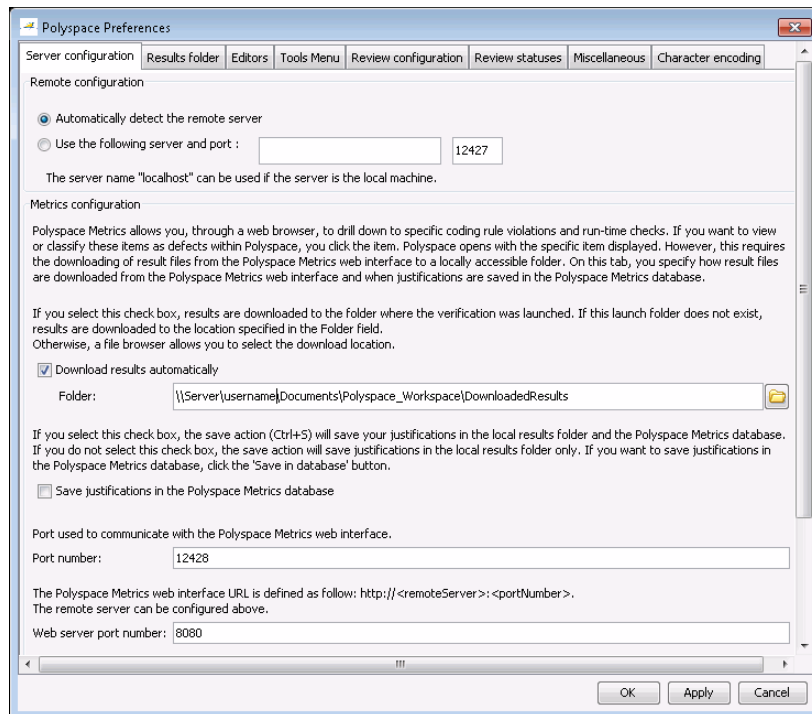 Polyspace Preferences
Server configuration Results folder Editors Tools Menu Review configuration Review statuses Miscellaneous Character encoding
Remote configuration
Automatically detect the remote server
Use the following server and port : 12427
The server name "localhost" can be used if the server is the local machine.
Metrics configuration
Polyspace Metrics allows you, through a web browser, to drill down to specific coding rule violations and run-time checks. If you want to view
or classify these items as defects within Polyspace, you click the item. Polyspace opens with the specific item displayed. However, this requires
the downloading of result files from the Polyspace Metrics web interface to a locally accessible folder. On this tab, you specify how result files
are downloaded from the Polyspace Metrics web interface and when justifications are saved in the Polyspace Metrics database.
If you select this check box, results are downloaded to the folder where the verification was launched. If this launch folder does not exist,
results are downloaded to the location specified in the Folder field.
Otherwise, a file browser allows you to select the download location.
Download results automatically
Folder: \\Server\username\Documents\Polyspace_Workspace\DownloadedResults
If you select this check box, the save action (Ctrl+S) will save your justifications in the local results folder and the Polyspace Metrics database.
If you do not select this check box, the save action will save justifications in the local results folder only. If you want to save justifications in
the Polyspace Metrics database, click the 'Save in database' button.
Save justifications in the Polyspace Metrics database
Port used to communicate with the Polyspace Metrics web interface.
Port number: 12428
The Polyspace Metrics web interface URL is defined as follow: http://<remoteServer>:<portNumber>.
The remote server can be configured above.
Web server port number: 8080
OK Apply Cancel